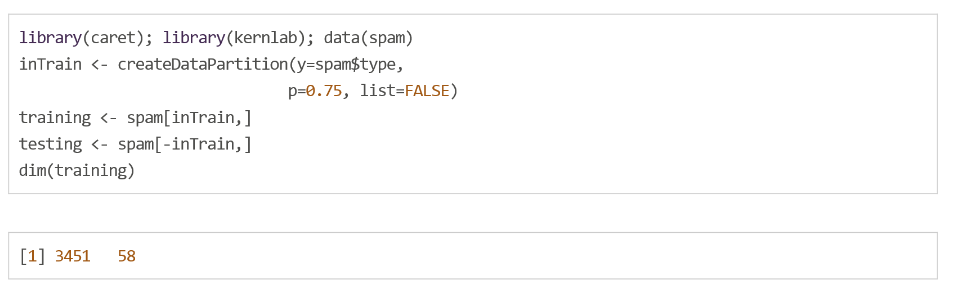 library(caret); library(kernlab); data(spam)
inTrain <- createDataPartition(y=spam$type,
p=0.75, list=FALSE)
training <- spam[inTrain,]
testing <- spam[-inTrain,]
dim(training)
[1] 3451 58